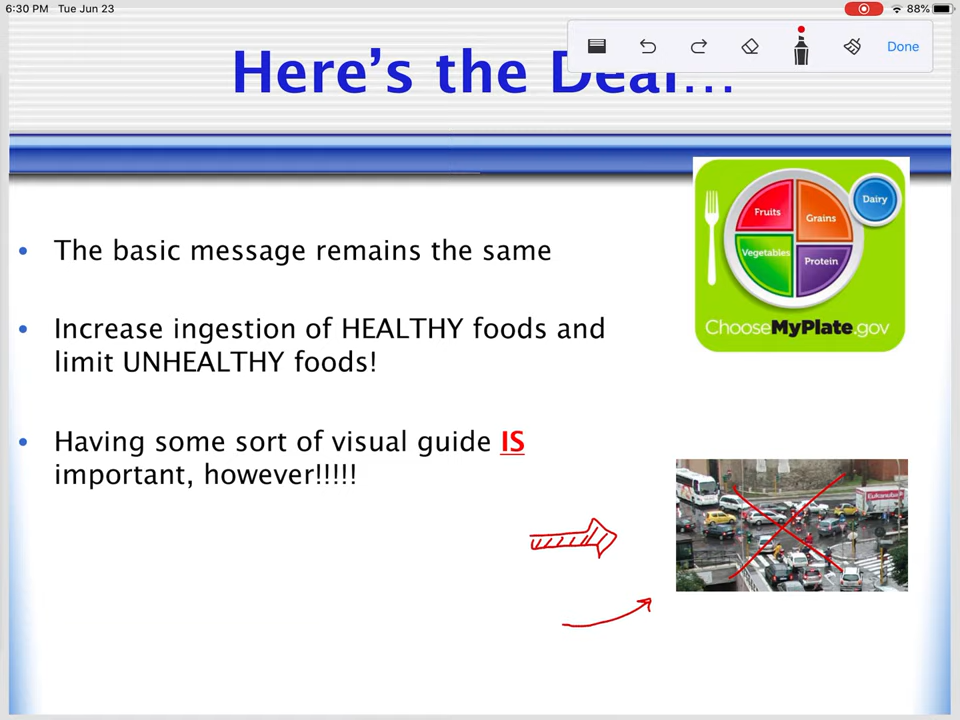 6:30 PM Tue Jun 23
88%
Done
Here's the Deal...
Fruits
Grains
Dairy
Vegetables
Protein
ChooseMyPlate.gov
• The basic message remains the same
• Increase ingestion of HEALTHY foods and
limit UNHEALTHY foods!
• Having some sort of visual guide IS
important, however!!!!!
Eukanuba